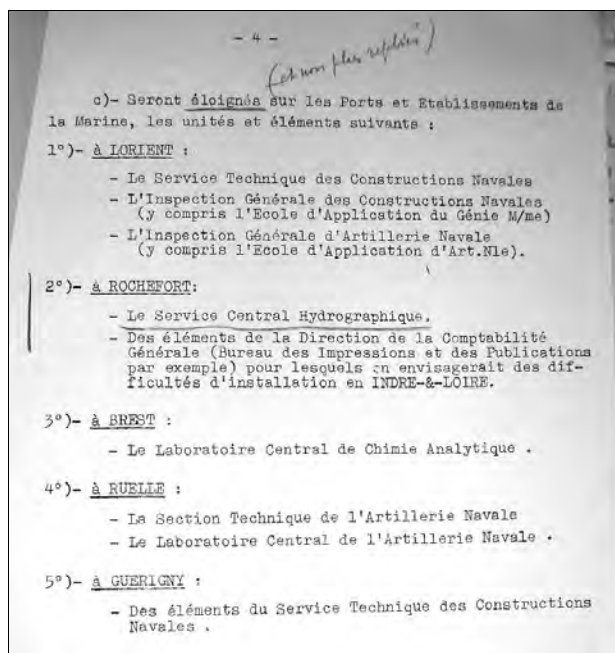 - 4 -
(et non plus repliés)
c)- Seront éloignés sur les Ports et Etablissements de
la Marine, les unités et éléments suivants :
1°)- à LORIENT :
- Le Service Technique des Constructions Navales
- L'Inspection Générale des Constructions Navales
(y compris l'Ecole d'Application du Génie M/me)
- L'Inspection Générale d'Artillerie Navale
(y compris l'Ecole d'Application d'Art.Nle).
2°)- à ROCHEFORT:
- Le Service Central Hydrographique.
- Des éléments de la Direction de la Comptabilité
Générale (Bureau des Impressions et des Publications
par exemple) pour lesquels on envisagerait des dif-
ficultés d'installation en INDRE-&-LOIRE.
3°)- à BREST :
- Le Laboratoire Central de Chimie Analytique .
4°)- à RUELLE :
- La Section Technique de l'Artillerie Navale
- Le Laboratoire Central de l'Artillerie Navale .
5°)- à GUERIGNY :
- Des éléments du Service Technique des Constructions
Navales .